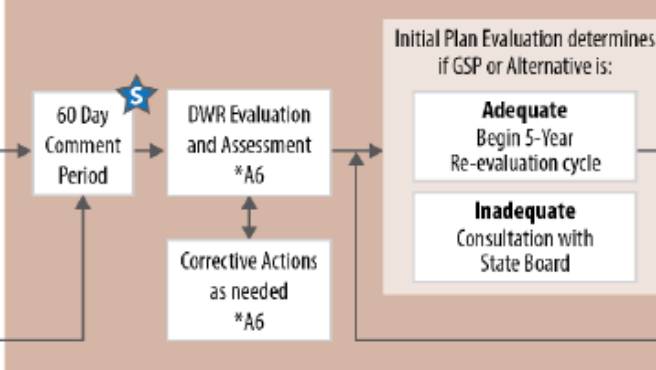 Initial Plan Evaluation determines
if GSP or Alternative is:
S
60 Day
Comment
Period
DWR Evaluation
and Assessment
*A6
Adequate
Begin 5-Year
Re-evaluation cycle
Inadequate
Consultation with
State Board
Corrective Actions
as needed
*A6